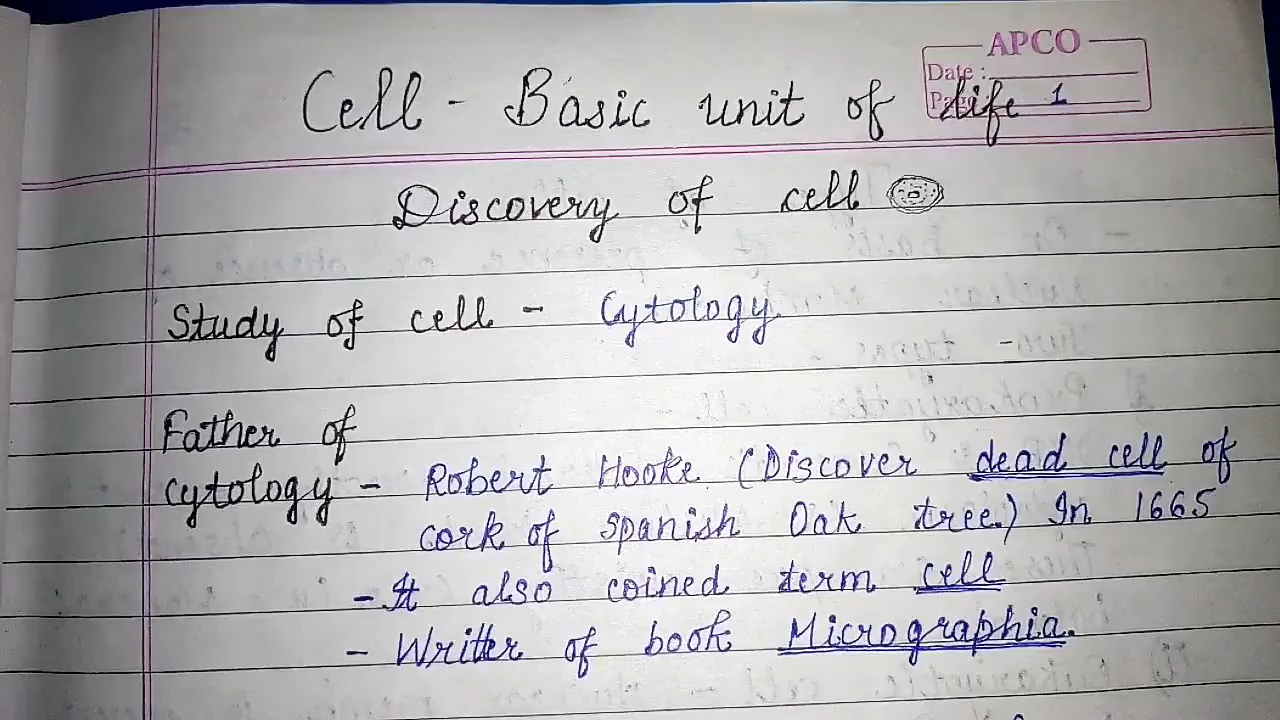 APCO
Date :
Page 1
Cell - Basic unit of life
Discovery of cell
Study of cell - Cytology
Father of
cytology - Robert Hooke (Discover dead cell of
cork of spanish Oak tree.) In 1665
- It also coined term cell
- Writter of book Micrographia.